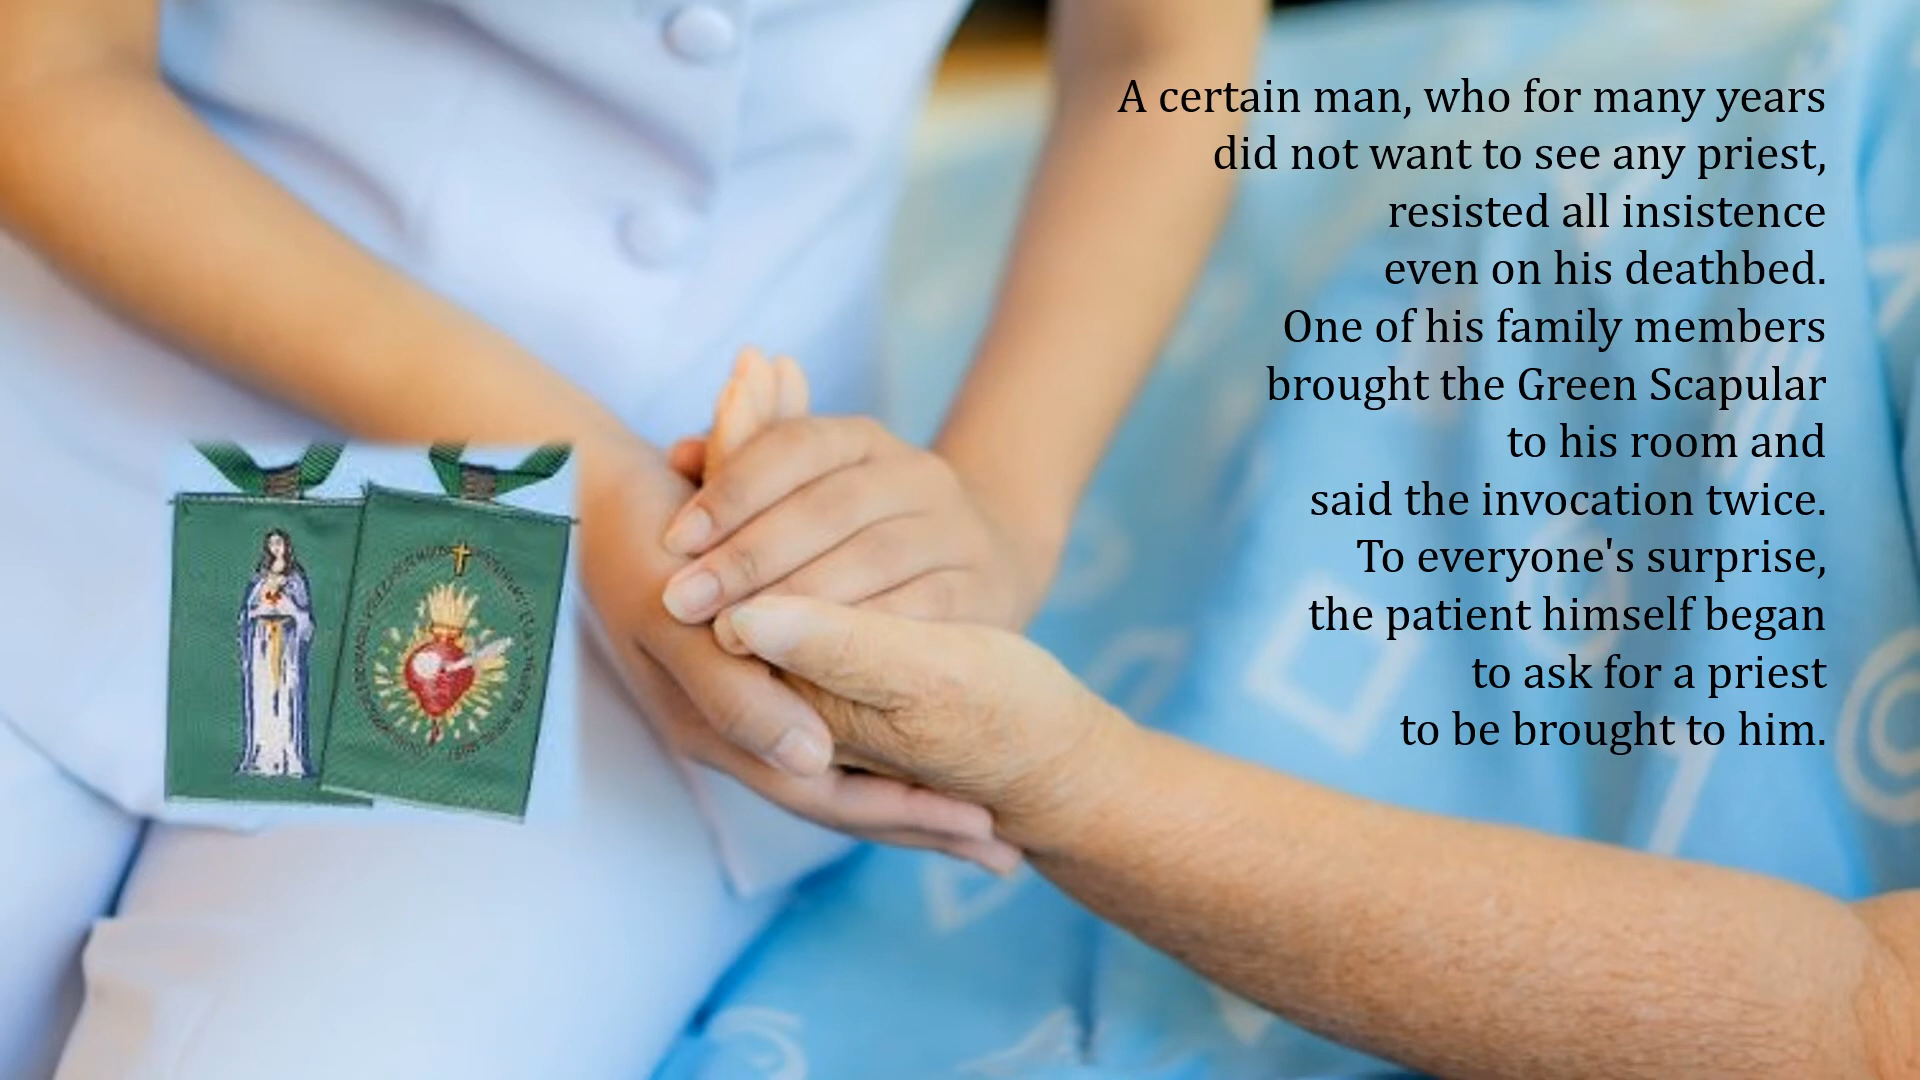 A certain man, who for many years
did not want to see any priest,
resisted all insistence
even on his deathbed.
One of his family members
brought the Green Scapular
to his room and
said the invocation twice.
To everyone's surprise,
the patient himself began
to ask for a priest
to be brought to him.